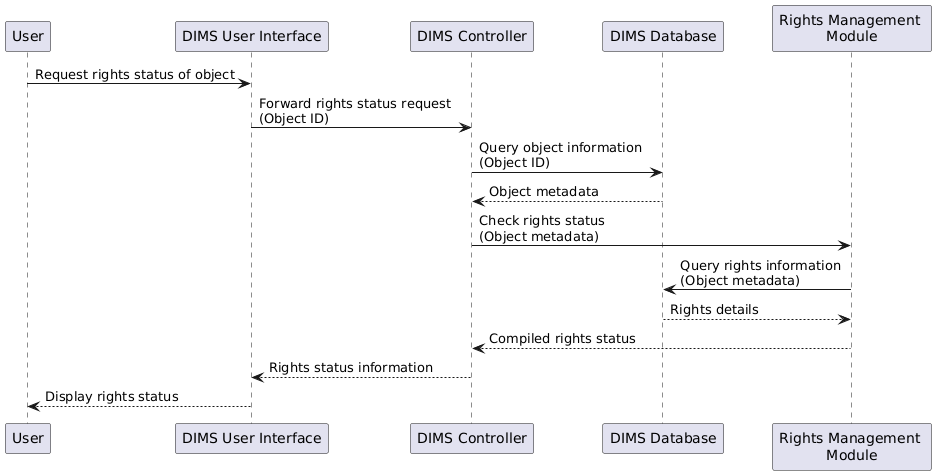 User
DIMS User Interface
DIMS Controller
DIMS Database
Rights Management
Module
Request rights status of object
Forward rights status request
(Object ID)
Query object information
(Object ID)
Object metadata
Check rights status
(Object metadata)
Query rights information
(Object metadata)
Rights details
Compiled rights status
Rights status information
Display rights status
User
DIMS User Interface
DIMS Controller
DIMS Database
Rights Management
Module